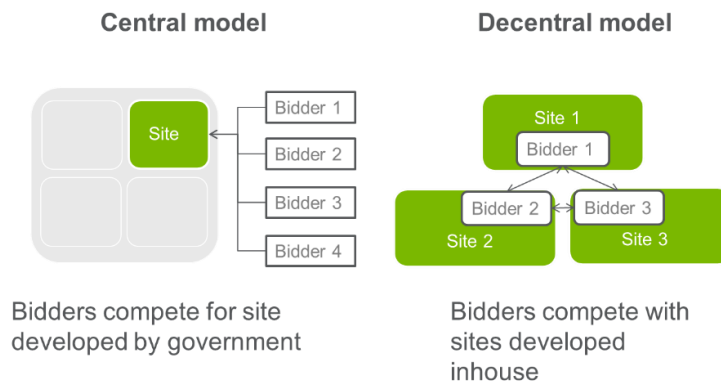 Central model
Site
Bidder 1
Bidder 2
Bidder 3
Bidder 4
Bidders compete for site
developed by government
Decentral model
Site 1
Bidder 1
Bidder 2
Bidder 3
Site 2
Site 3
Bidders compete with
sites developed
inhouse